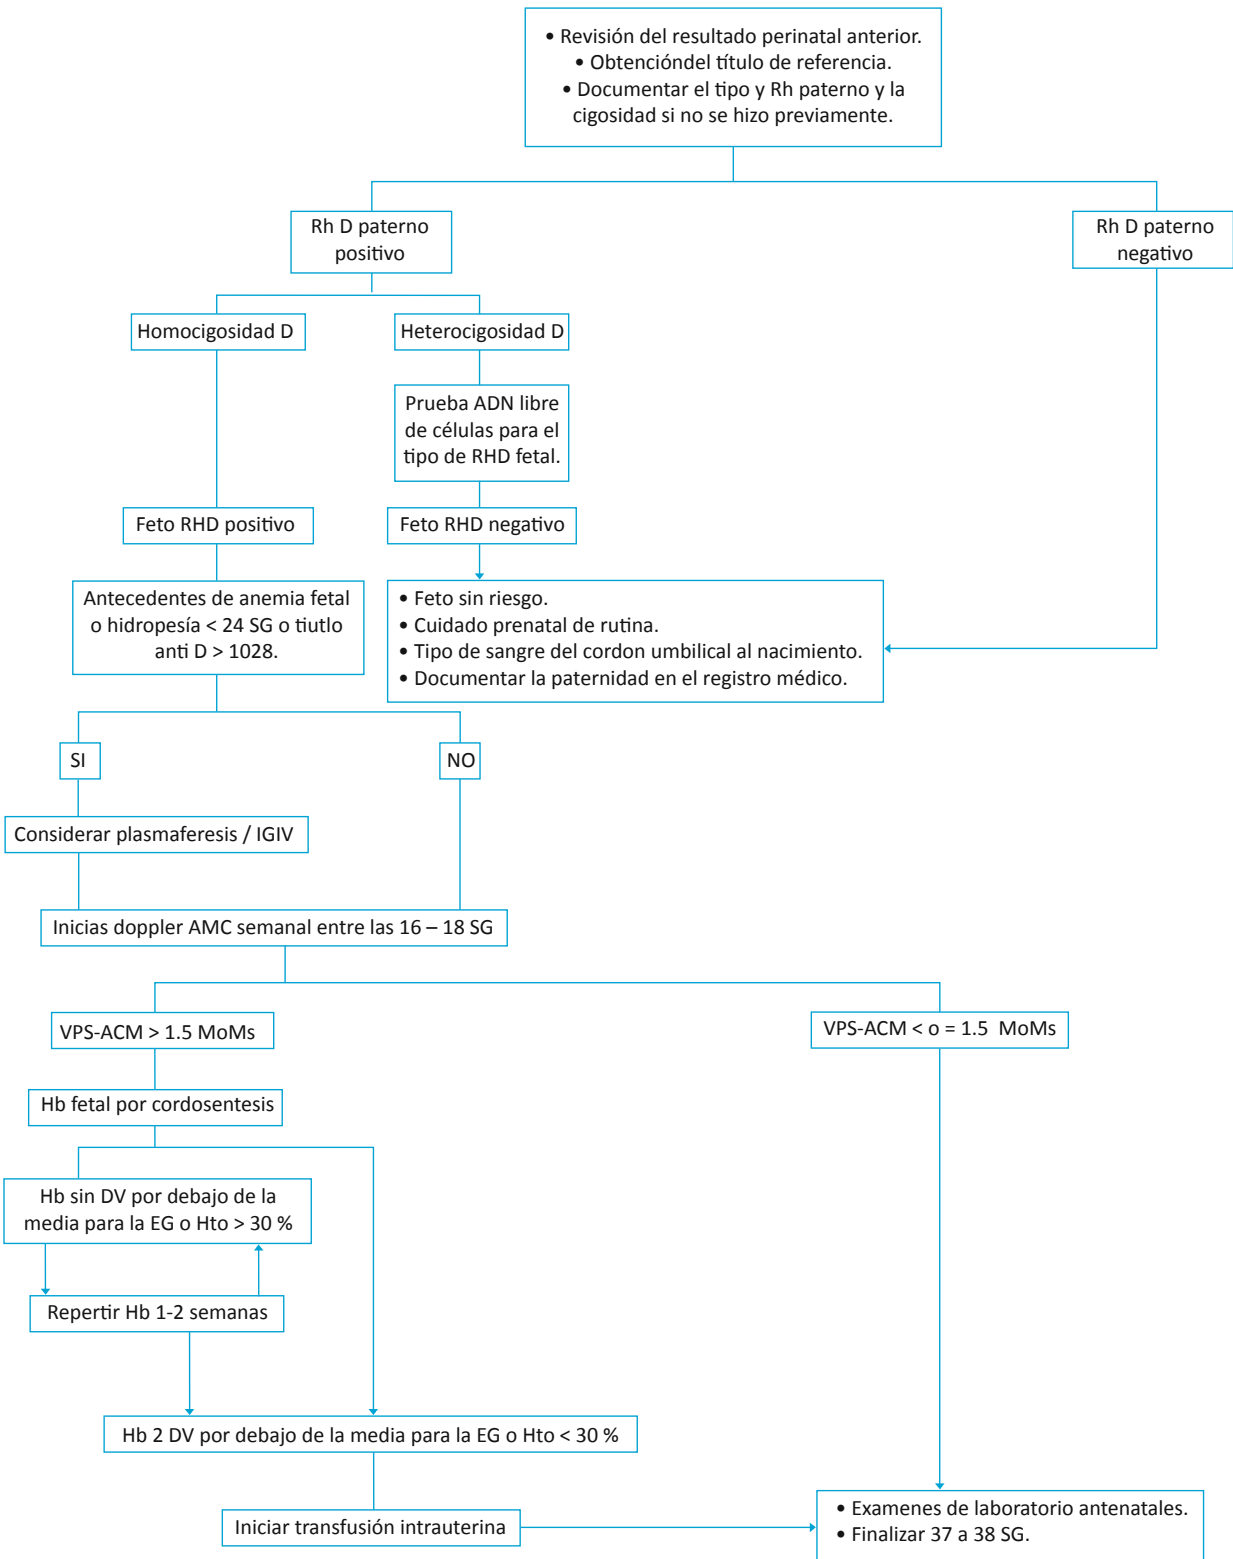 • Revisión del resultado perinatal anterior.
• Obtencióndel título de referencia.
• Documentar el tipo y Rh paterno y la
cigosidad si no se hizo previamente.
Rh D paterno
positivo
Rh D paterno
negativo
Homocigosidad D
Heterocigosidad D
Prueba ADN libre
de células para el
tipo de RHD fetal.
Feto RHD positivo
Feto RHD negativo
Antecedentes de anemia fetal
o hidropesía < 24 SG o tiutlo
anti D > 1028.
• Feto sin riesgo.
• Cuidado prenatal de rutina.
• Tipo de sangre del cordon umbilical al nacimiento.
• Documentar la paternidad en el registro médico.
SI
NO
Considerar plasmaferesis / IGIV
Inicias doppler AMC semanal entre las 16 – 18 SG
VPS-ACM > 1.5 MoMs
VPS-ACM < o = 1.5 MoMs
Hb fetal por cordosentesis
Hb sin DV por debajo de la
media para la EG o Hto > 30 %
Repertir Hb 1-2 semanas
Hb 2 DV por debajo de la media para la EG o Hto < 30 %
Iniciar transfusión intrauterina
• Examenes de laboratorio antenatales.
• Finalizar 37 a 38 SG.